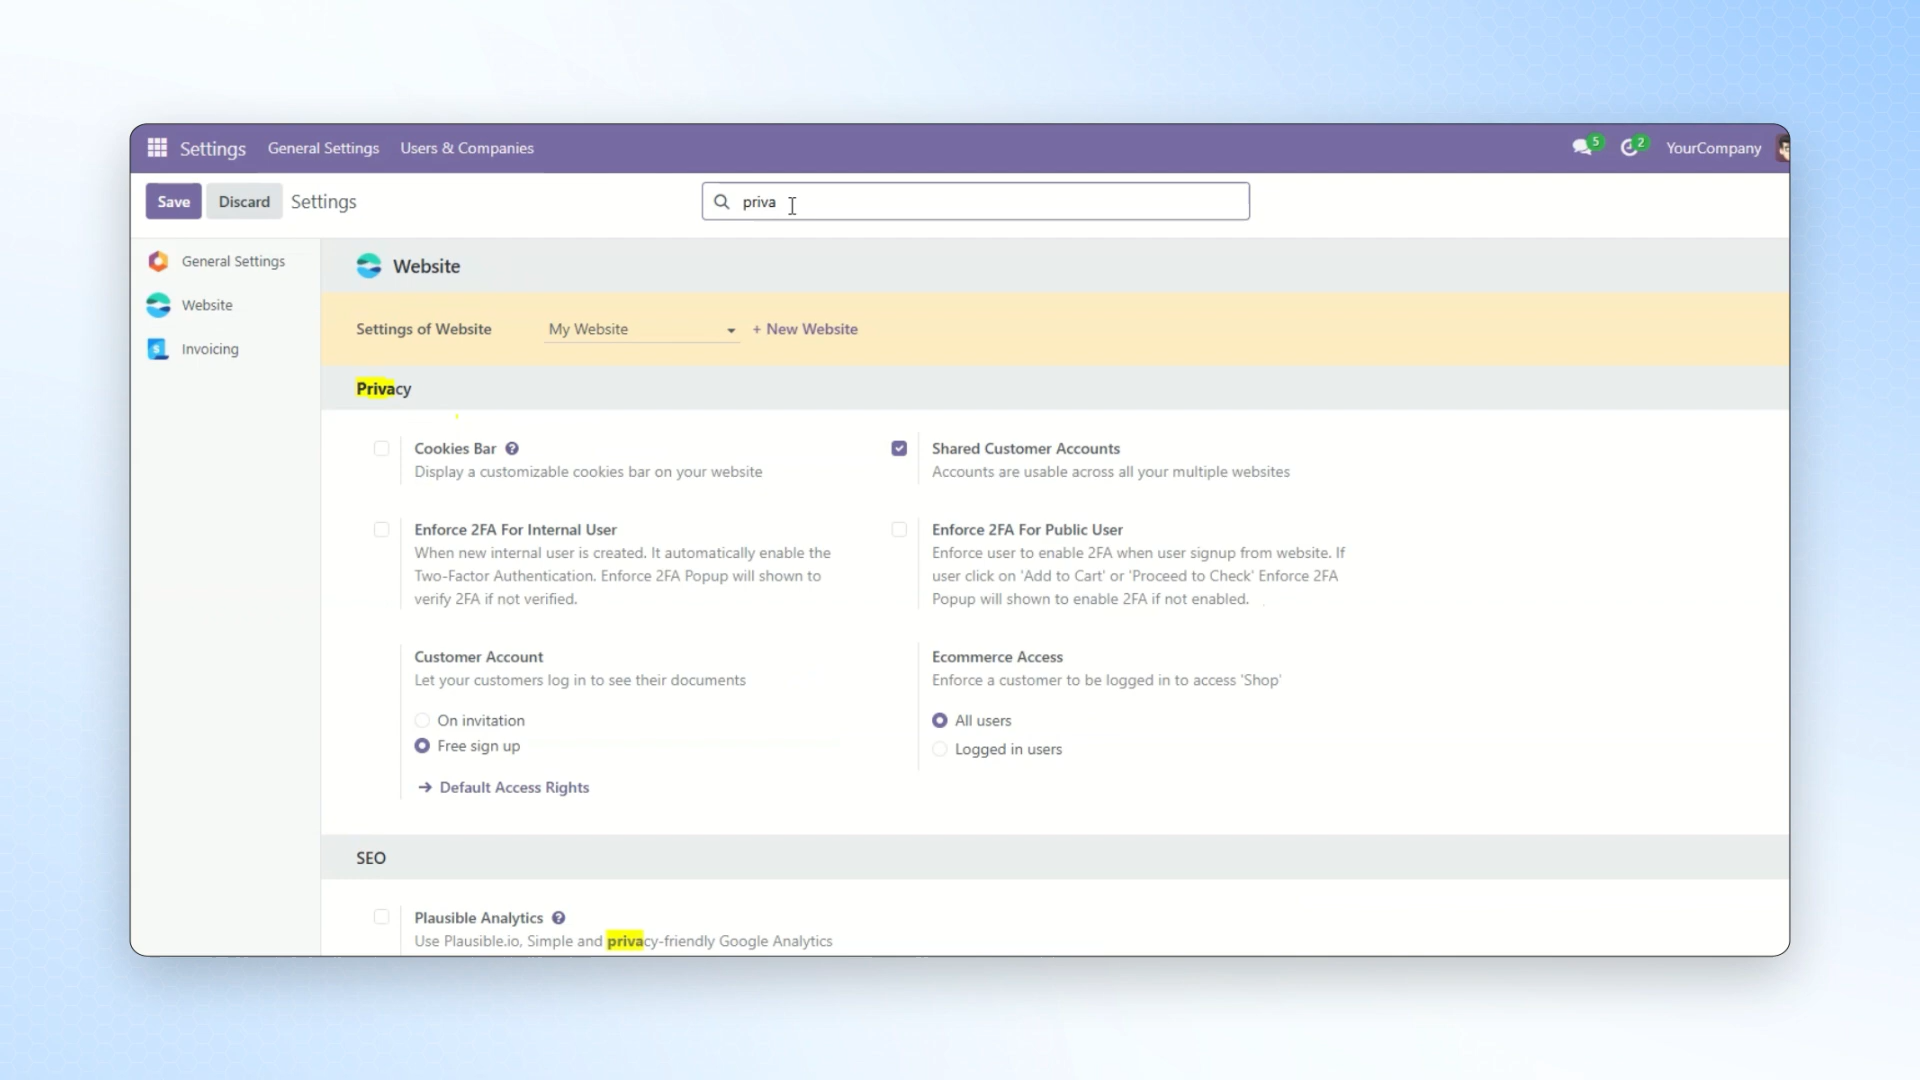 Settings General Settings Users & Companies 5 2 YourCompany
Save Discard Settings priva
General Settings
Website
Invoicing
Website
Settings of Website My Website + New Website
Privacy
Cookies Bar ?
Display a customizable cookies bar on your website
Shared Customer Accounts
Accounts are usable across all your multiple websites
Enforce 2FA For Internal User
When new internal user is created. It automatically enable the
Two-Factor Authentication. Enforce 2FA Popup will shown to
verify 2FA if not verified.
Enforce 2FA For Public User
Enforce user to enable 2FA when user signup from website. If
user click on 'Add to Cart' or 'Proceed to Check' Enforce 2FA
Popup will shown to enable 2FA if not enabled.
Customer Account
Let your customers log in to see their documents
On invitation
Free sign up
→ Default Access Rights
Ecommerce Access
Enforce a customer to be logged in to access 'Shop'
All users
Logged in users
SEO
Plausible Analytics ?
Use Plausible.io, Simple and privacy-friendly Google Analytics